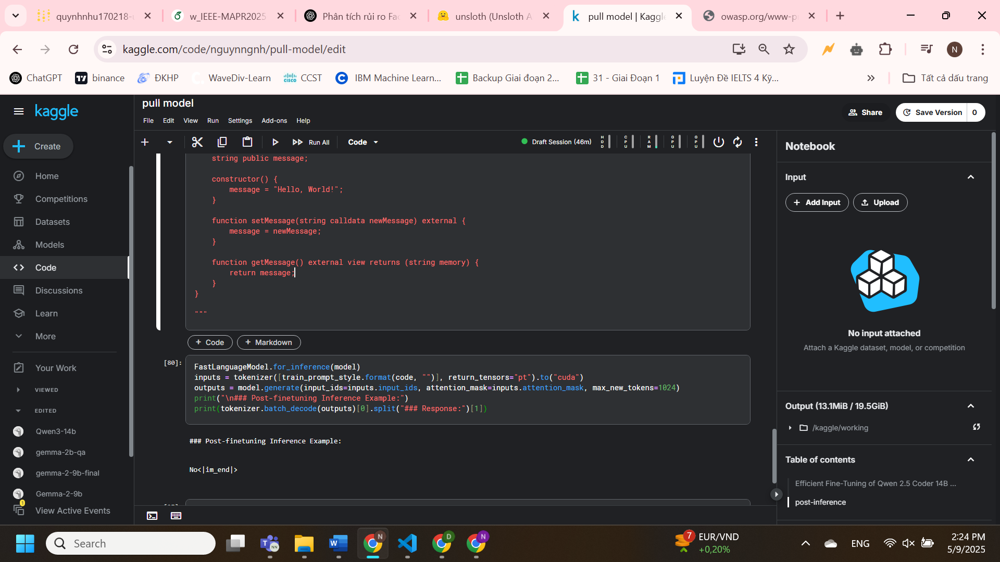 quynhnhu170218-
w_IEEE-MAPR2025
Phân tích rủi ro Fac
unsloth (Unsloth A
pull model | Kaggle
owasp.org/www-p
kaggle.com/code/nguynngnh/pull-model/edit
N
ChatGPT
binance
ĐKHP
WaveDiv-Learn
CCST
IBM Machine Learn...
Backup Giai đoạn 2...
31 - Giai Đoạn 1
Luyện Đề IELTS 4 Kỹ...
Tất cả dấu trang
kaggle
pull model
File
Edit
View
Run
Settings
Add-ons
Help
Share
Save Version
0
Create
Home
Competitions
Datasets
Models
Code
Discussions
Learn
More
Your Work
VIEWED
EDITED
Qwen3-14b
gemma-2b-qa
gemma-2-9b-final
Gemma-2-9b
1
View Active Events
Run All
Code
Draft Session (46m)
HDD
CPU
RAM
GPU
GPU
string public message;
constructor() {
message = "Hello, World!";
}
function setMessage(string calldata newMessage) external {
message = newMessage;
}
function getMessage() external view returns (string memory) {
return message;
}
}
"""
+ Code
+ Markdown
[80]:
FastLanguageModel.for_inference(model)
inputs = tokenizer([train_prompt_style.format(code, "")], return_tensors="pt").to("cuda")
outputs = model.generate(input_ids=inputs.input_ids, attention_mask=inputs.attention_mask, max_new_tokens=1024)
print("\n### Post-finetuning Inference Example:")
print(tokenizer.batch_decode(outputs)[0].split("### Response:")[1])
### Post-finetuning Inference Example:
No<|im_end|>
Notebook
Input
+ Add Input
Upload
No input attached
Attach a Kaggle dataset, model, or competition
Output (13.1MiB / 19.5GiB)
/kaggle/working
Table of contents
Efficient Fine-Tuning of Qwen 2.5 Coder 14B ...
post-inference
Search
NN
N
D
N
7
EUR/VND
+0,20%
ENG
2:24 PM
5/9/2025